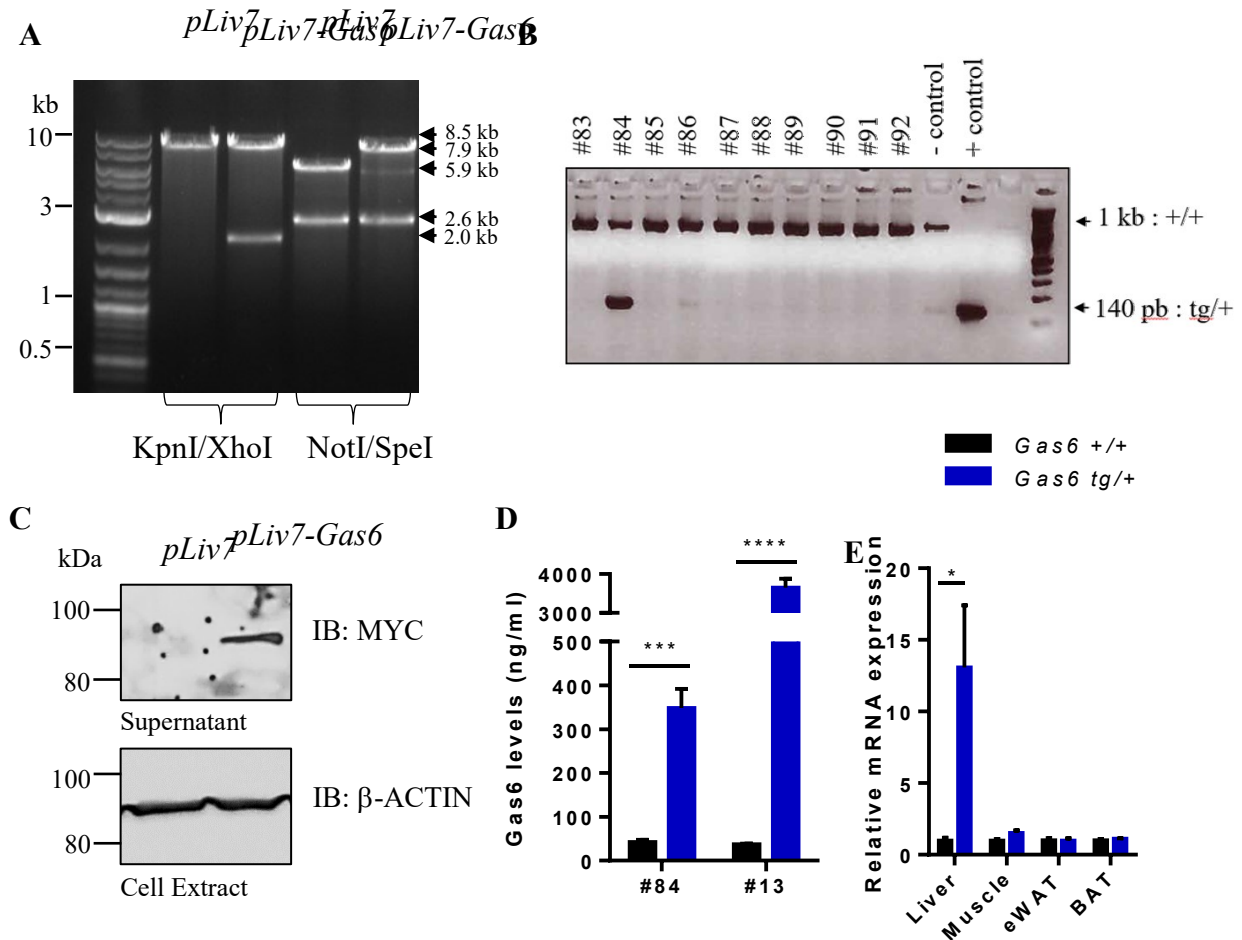 A
pLiv7
pLiv7-Gas6
pLiv7
pLiv7-Gas6
kb
10
3
1
0.5
8.5 kb
7.9 kb
5.9 kb
2.6 kb
2.0 kb
KpnI/XhoI
NotI/SpeI
B
#83
#84
#85
#86
#87
#88
#89
#90
#91
#92
- control
+ control
1 kb : +/+
140 pb : tg/+
Gas6 +/+
Gas6 tg/+
C
pLiv7
pLiv7-Gas6
kDa
100
80
IB: MYC
Supernatant
100
80
IB: β-ACTIN
Cell Extract
D
Gas6 levels (ng/ml)
4000
3000
500
400
300
200
100
0
***
****
#84
#13
E
Relative mRNA expression
20
15
10
5
0
*
Liver
Muscle
eWAT
BAT